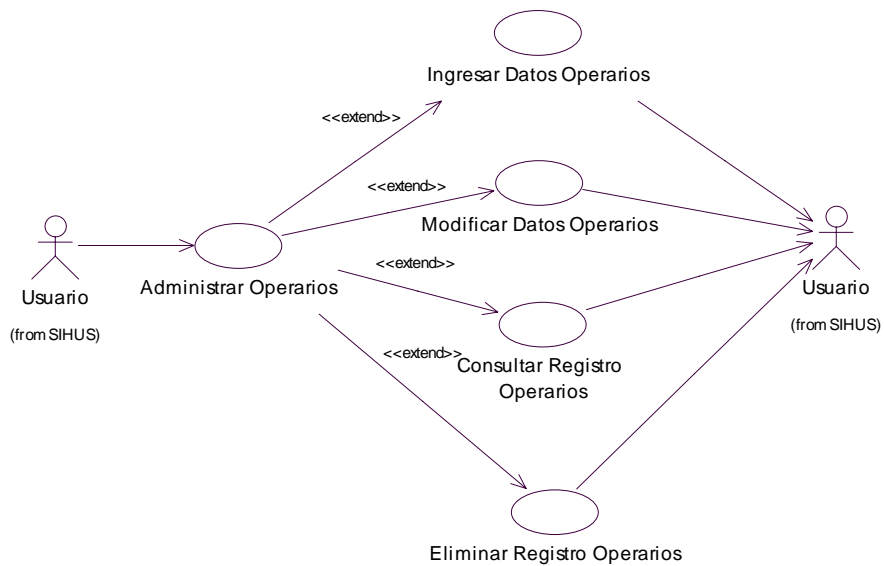 Ingresar Datos Operarios
<<extend>>
<<extend>>
Modificar Datos Operarios
Usuario
(from SIHUS)
Administrar Operarios
<<extend>>
Usuario
(from SIHUS)
<<extend>>
Consultar Registro
Operarios
Eliminar Registro Operarios